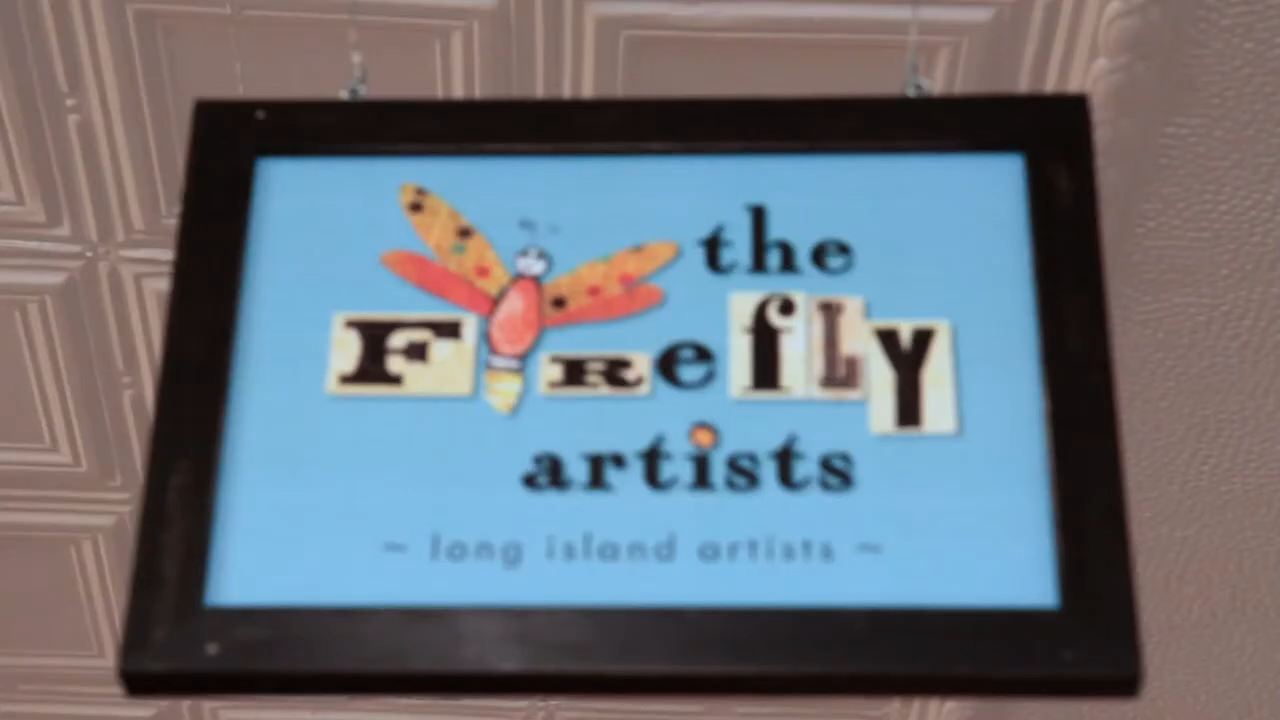 the
Firefly
artists
~ long island artists ~